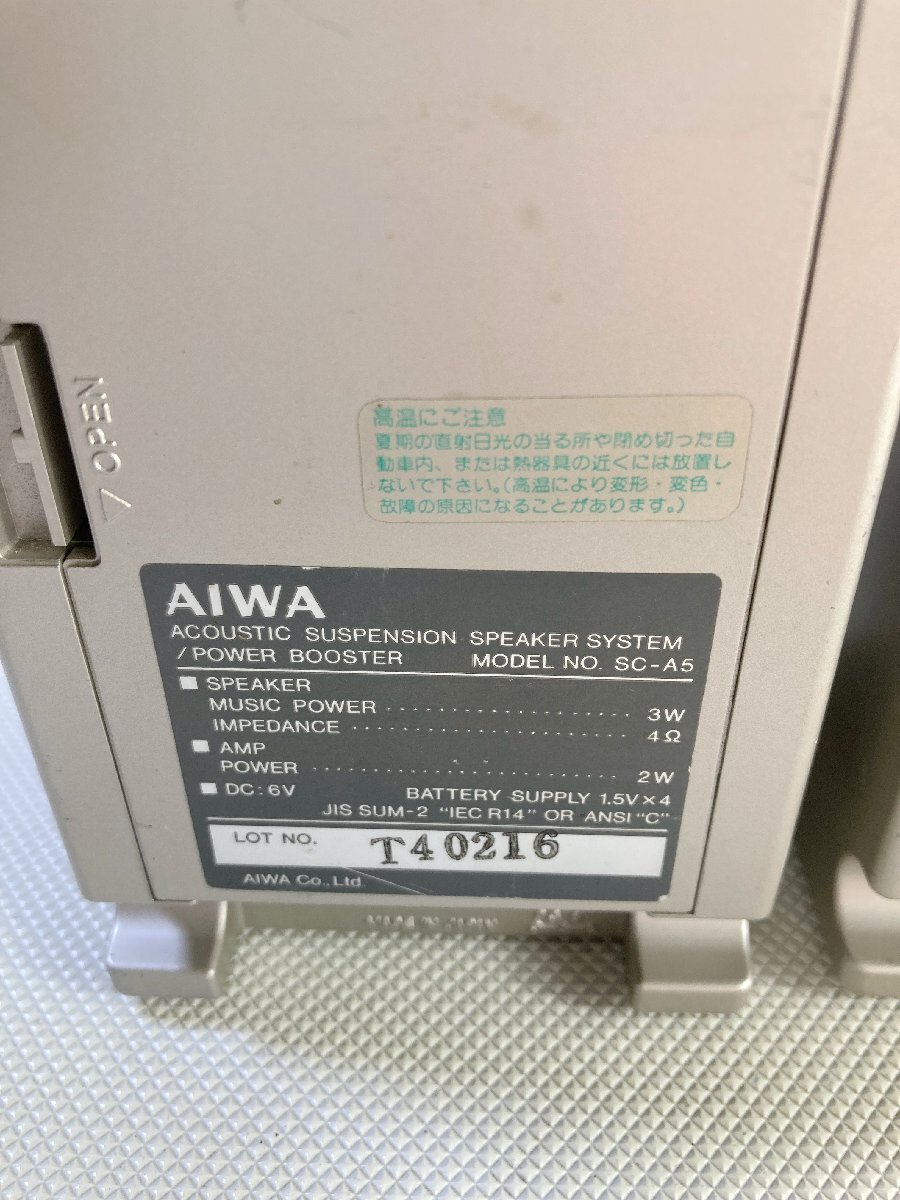 OPEN
高温にご注意
夏期の直射日光の当る所や閉め切った自
動車内、または熱器具の近くには放置し
ないで下さい。(高温により変形・変色・
故障の原因になることがあります。)
AIWA
ACOUSTIC SUSPENSION SPEAKER SYSTEM
/POWER BOOSTER MODEL NO. SC-A5
■ SPEAKER
MUSIC POWER ................... 3W
IMPEDANCE ...................... 4Ω
■ AMP
POWER ......................... 2W
■ DC: 6V BATTERY SUPPLY 1.5V×4
JIS SUM-2 "IEC R14" OR ANSI "C"
LOT NO. T40216
AIWA Co., Ltd.